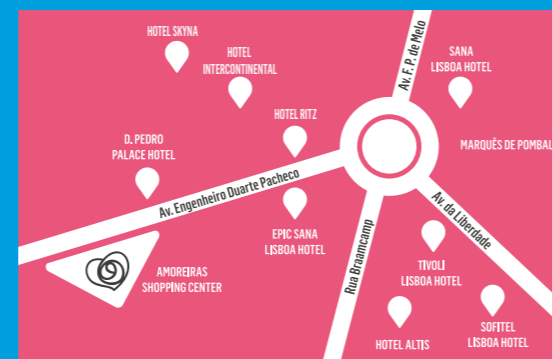 HOTEL SKYNA
HOTEL
INTERCONTINENTAL
Av. F. P. de Melo
SANA
LISBOA HOTEL
HOTEL RITZ
D. PEDRO
PALACE HOTEL
MARQUÊS DE POMBAL
Av. Engenheiro Duarte Pacheco
EPIC SANA
LISBOA HOTEL
Rua Braamcamp
Av. da Liberdade
AMOREIRAS
SHOPPING CENTER
TIVOLI
LISBOA HOTEL
HOTEL ALTIS
SOFITEL
LISBOA HOTEL